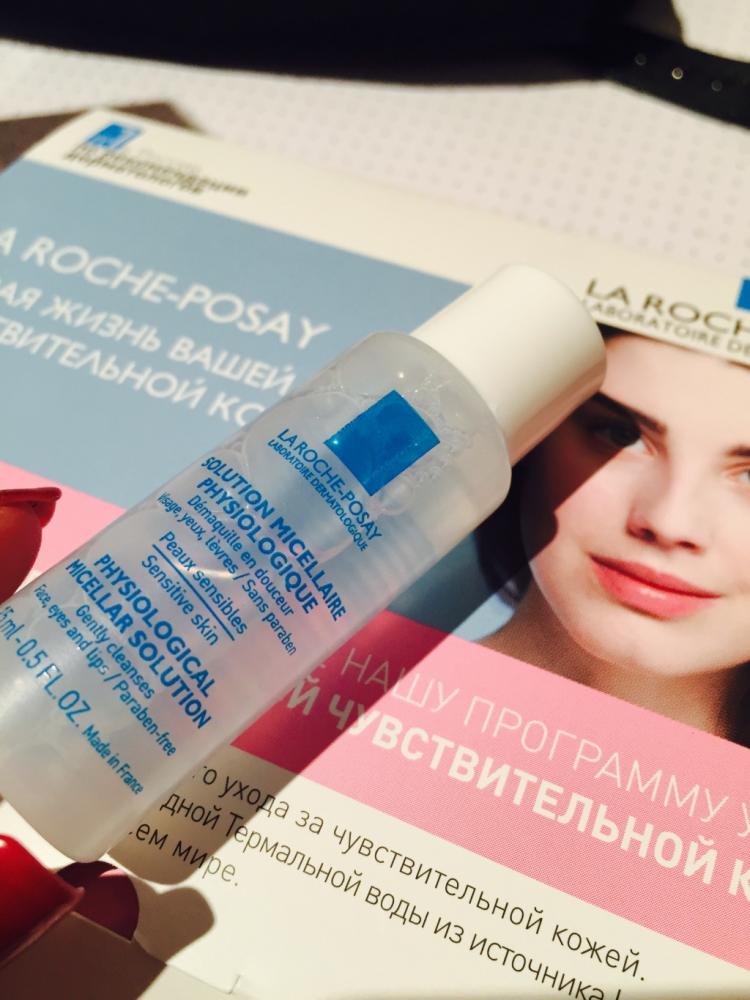 A ROCHE-POSAY
АЯ ЖИЗНЬ ВАШЕЙ
СТВИТЕЛЬНОЙ КО
LA ROCH
LABORATOIRE DE
LA ROCHE-POSAY
LABORATOIRE DERMATOLOGIQUE
SOLUTION MICELLAIRE
PHYSIOLOGIQUE
Démaquille en douceur
Visage, yeux, lèvres / Sans paraben
Peaux sensibles
Sensitive skin
PHYSIOLOGICAL
MICELLAR SOLUTION
Gently cleanses
Face, eyes and lips / Paraben-free
5ml - 0.5 FL.OZ. Made in France
НАШУ ПРОГРАММУ У
Й ЧУВСТВИТЕЛЬНОЙ К
го ухода за чувствительной кожей.
дной Термальной воды из источника
ем мире.